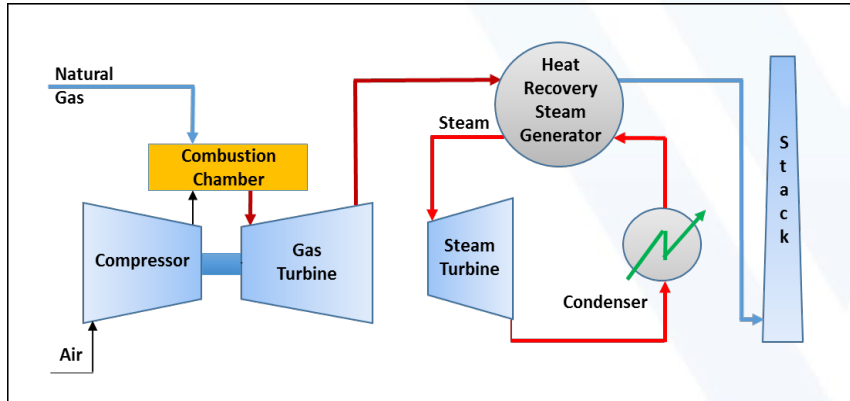 Natural
Gas
Combustion
Chamber
Compressor
Gas
Turbine
Air
Heat
Recovery
Steam
Generator
Steam
Steam
Turbine
Condenser
S
t
a
c
k